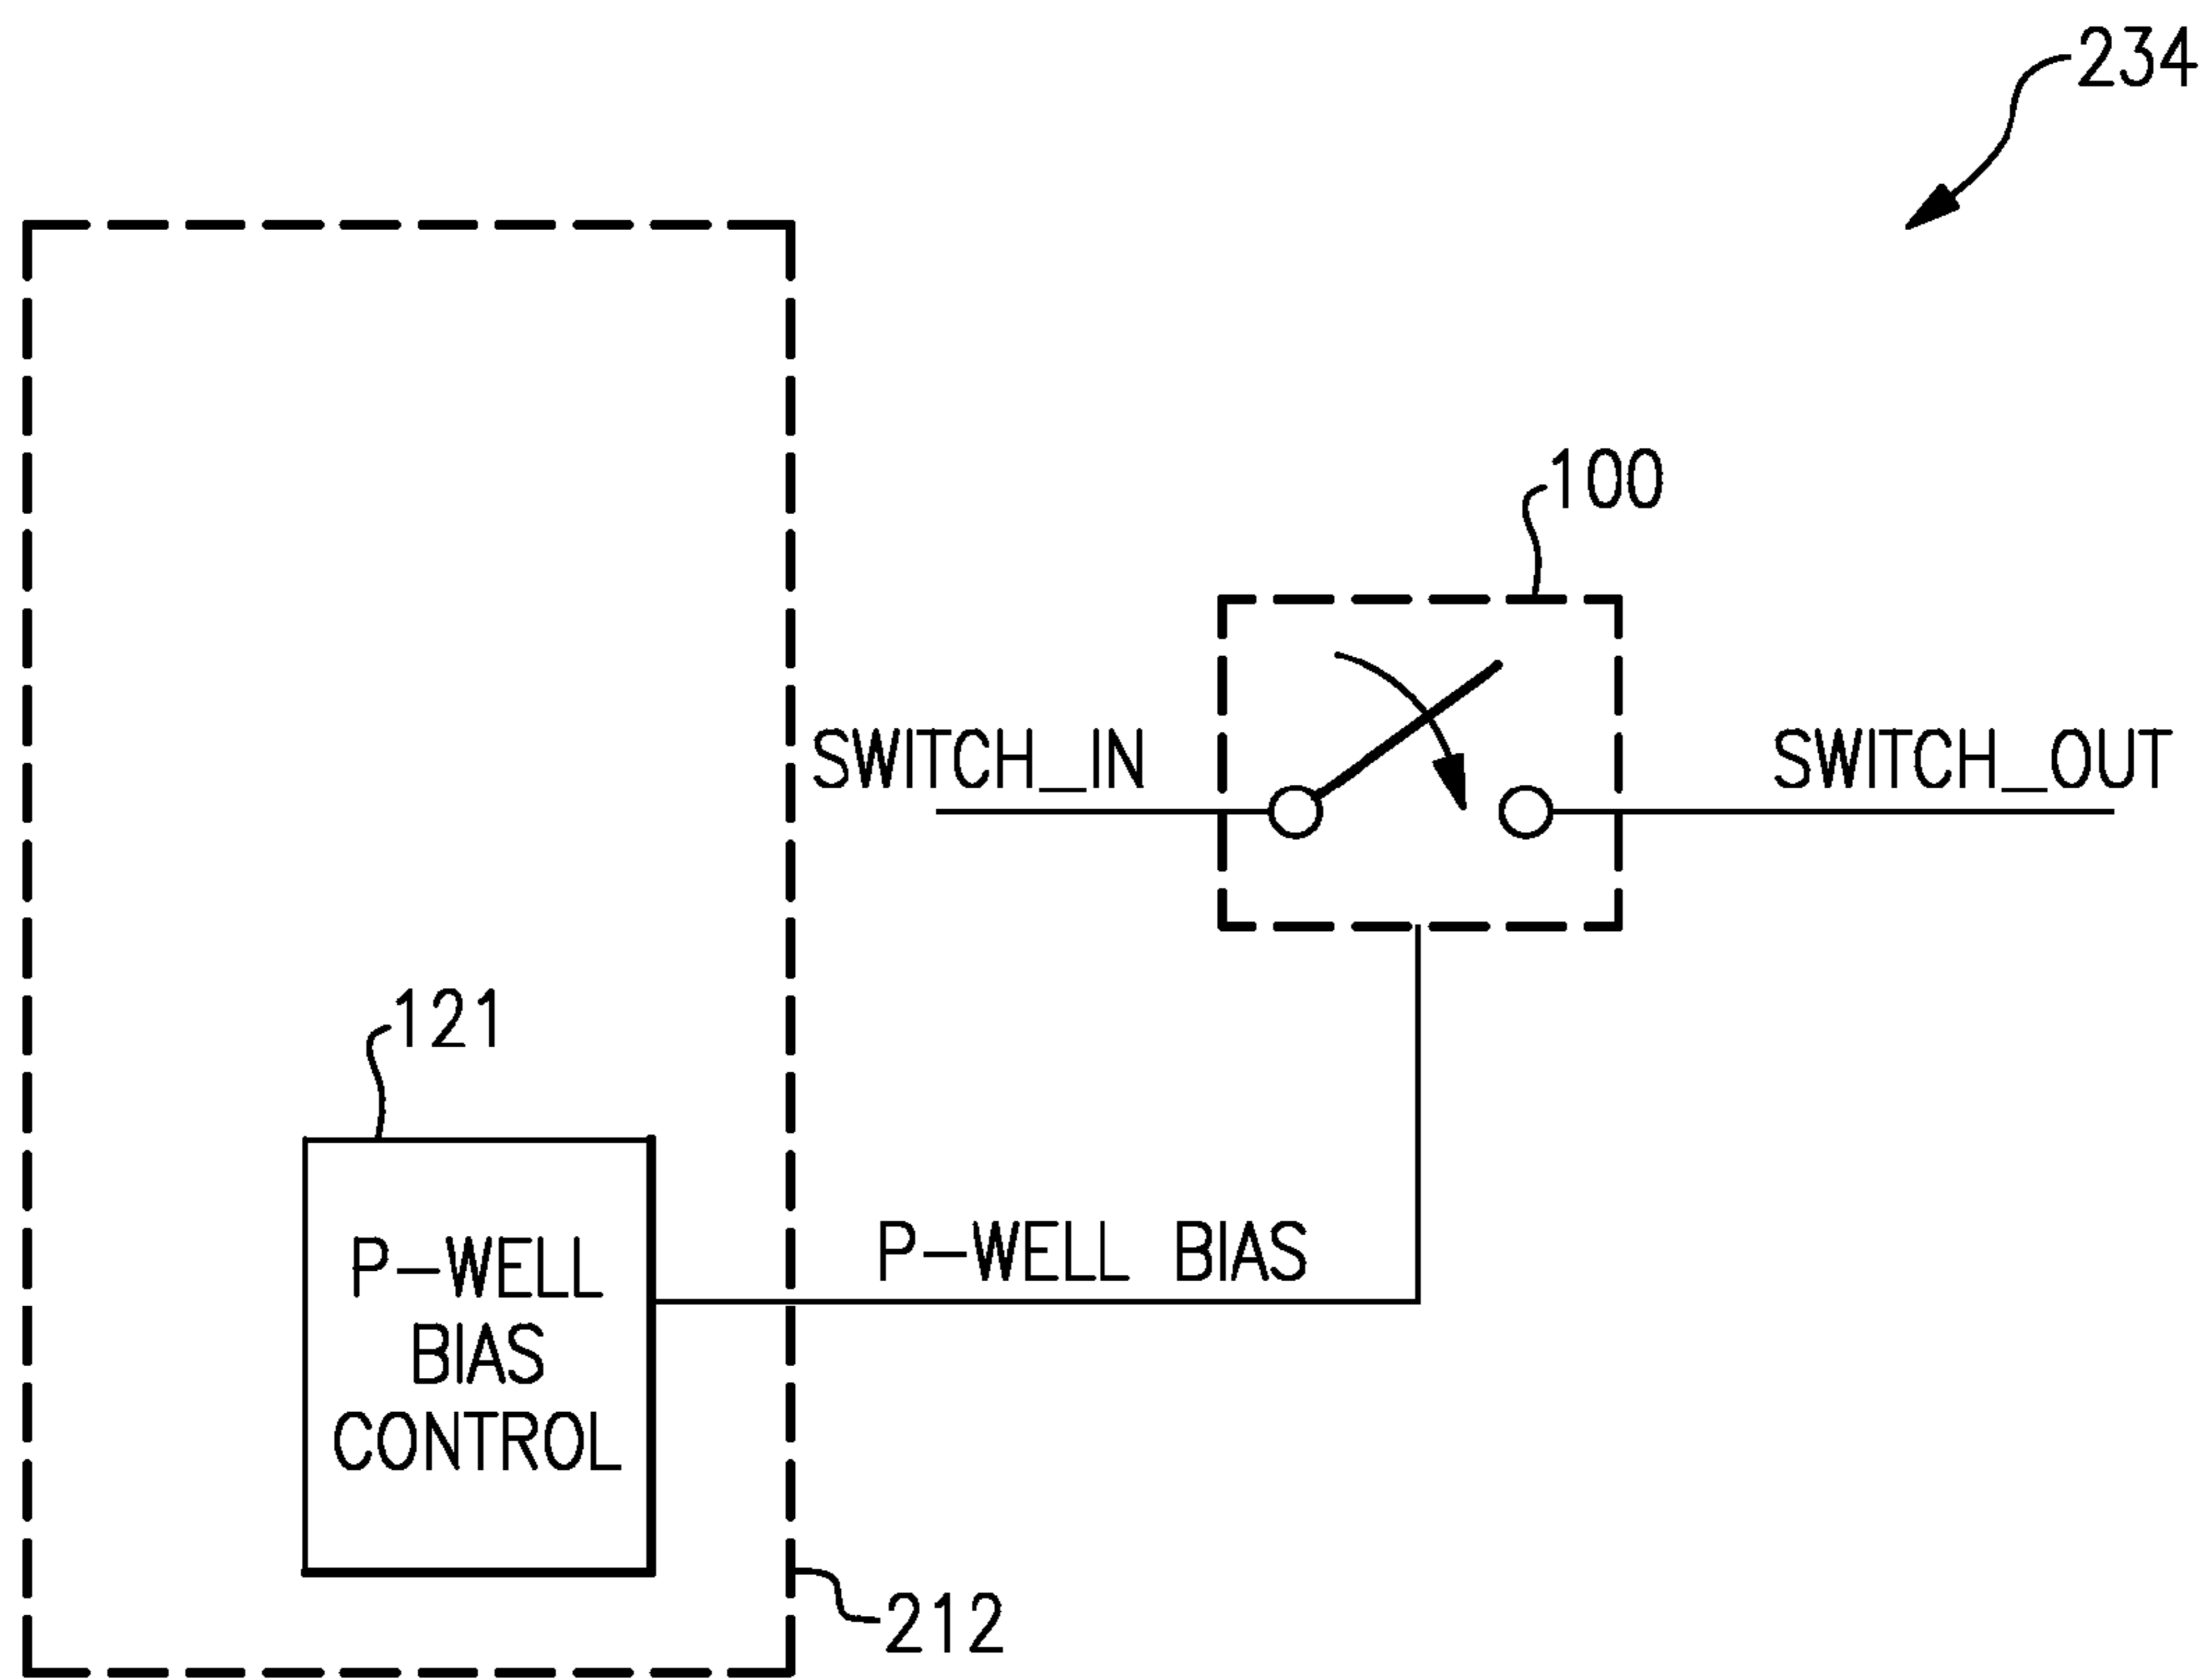 234
100
SWITCH_IN
SWITCH_OUT
121
P-WELL
BIAS
CONTROL
P-WELL BIAS
212